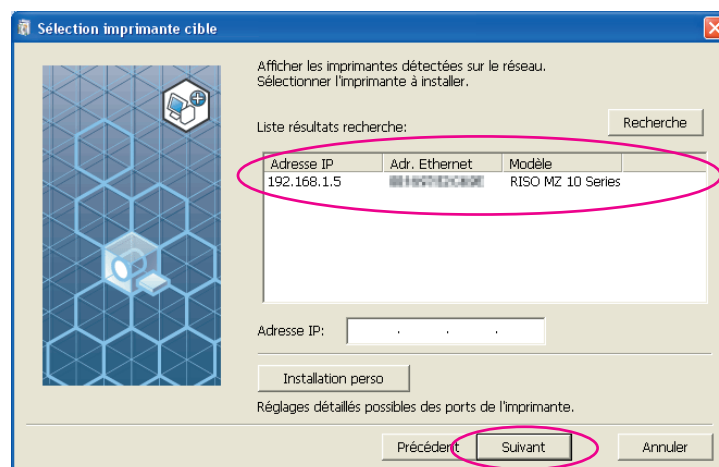 Sélection imprimante cible
Afficher les imprimantes détectées sur le réseau.
Sélectionner l'imprimante à installer.
Liste résultats recherche:
Recherche
Adresse IP Adr. Ethernet Modèle
192.168.1.5 RISO MZ 10 Series
Adresse IP: . . .
Installation perso
Réglages détaillés possibles des ports de l'imprimante.
Précédent Suivant Annuler